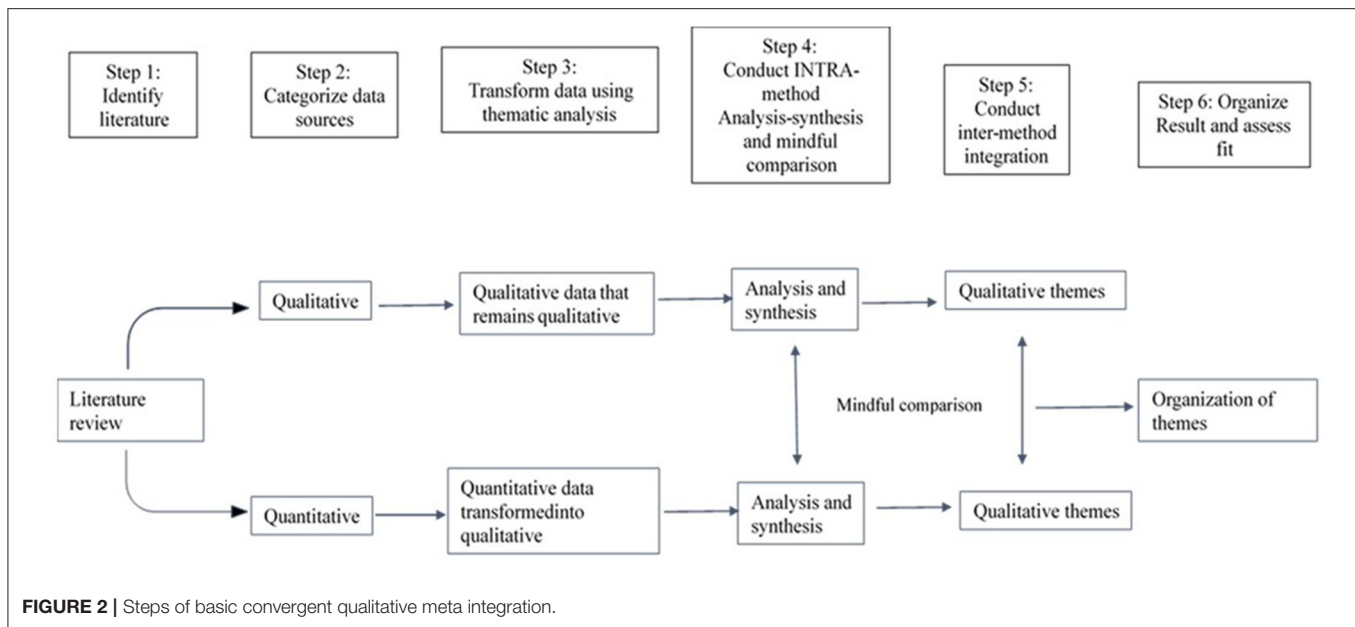 Step 1:
Identify
literature
Step 2:
Categorize data
sources
Step 3:
Transform data using
thematic analysis
Step 4:
Conduct INTRA-
method
Analysis-synthesis
and mindful
comparison
Step 5:
Conduct
inter-method
integration
Step 6: Organize
Result and assess
fit
Qualitative
Qualitative data that
remains qualitative
Analysis and
synthesis
Qualitative themes
Literature
review
Mindful comparison
Organization of
themes
Quantitative
Quantitative data
transformedinto
qualitative
Analysis and
synthesis
Qualitative themes
FIGURE 2 | Steps of basic convergent qualitative meta integration.